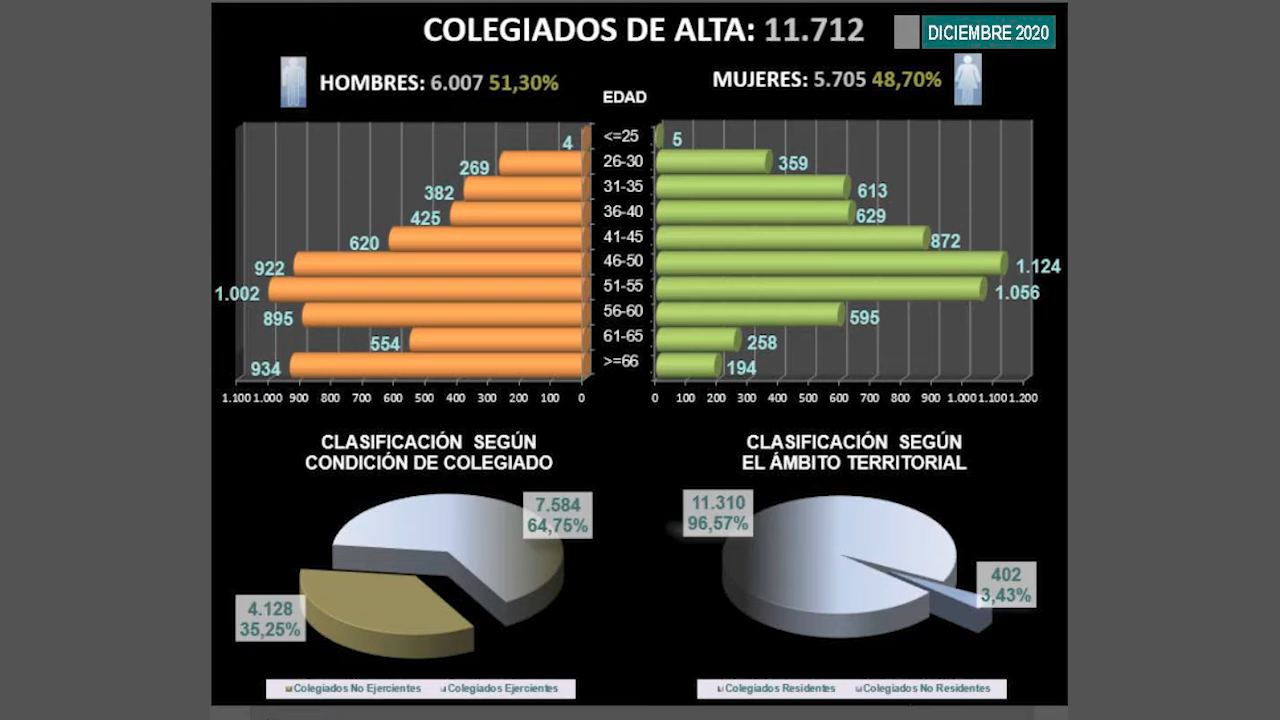 COLEGIADOS DE ALTA: 11.712
DICIEMBRE 2020
HOMBRES: 6.007 51,30%
MUJERES: 5.705 48,70%
EDAD
4 <=25 5
269 26-30 359
382 31-35 613
425 36-40 629
620 41-45 872
922 46-50 1.124
1.002 51-55 1.056
895 56-60 595
554 61-65 258
934 >=66 194
1.100 1.000 900 800 700 600 500 400 300 200 100 0
0 100 200 300 400 500 600 700 800 900 1.000 1.100 1.200
CLASIFICACIÓN SEGÚN
CONDICIÓN DE COLEGIADO
7.584
64,75%
4.128
35,25%
Colegiados No Ejercientes Colegiados Ejercientes
CLASIFICACIÓN SEGÚN
EL ÁMBITO TERRITORIAL
11.310
96,57%
402
3,43%
Colegiados Residentes Colegiados No Residentes